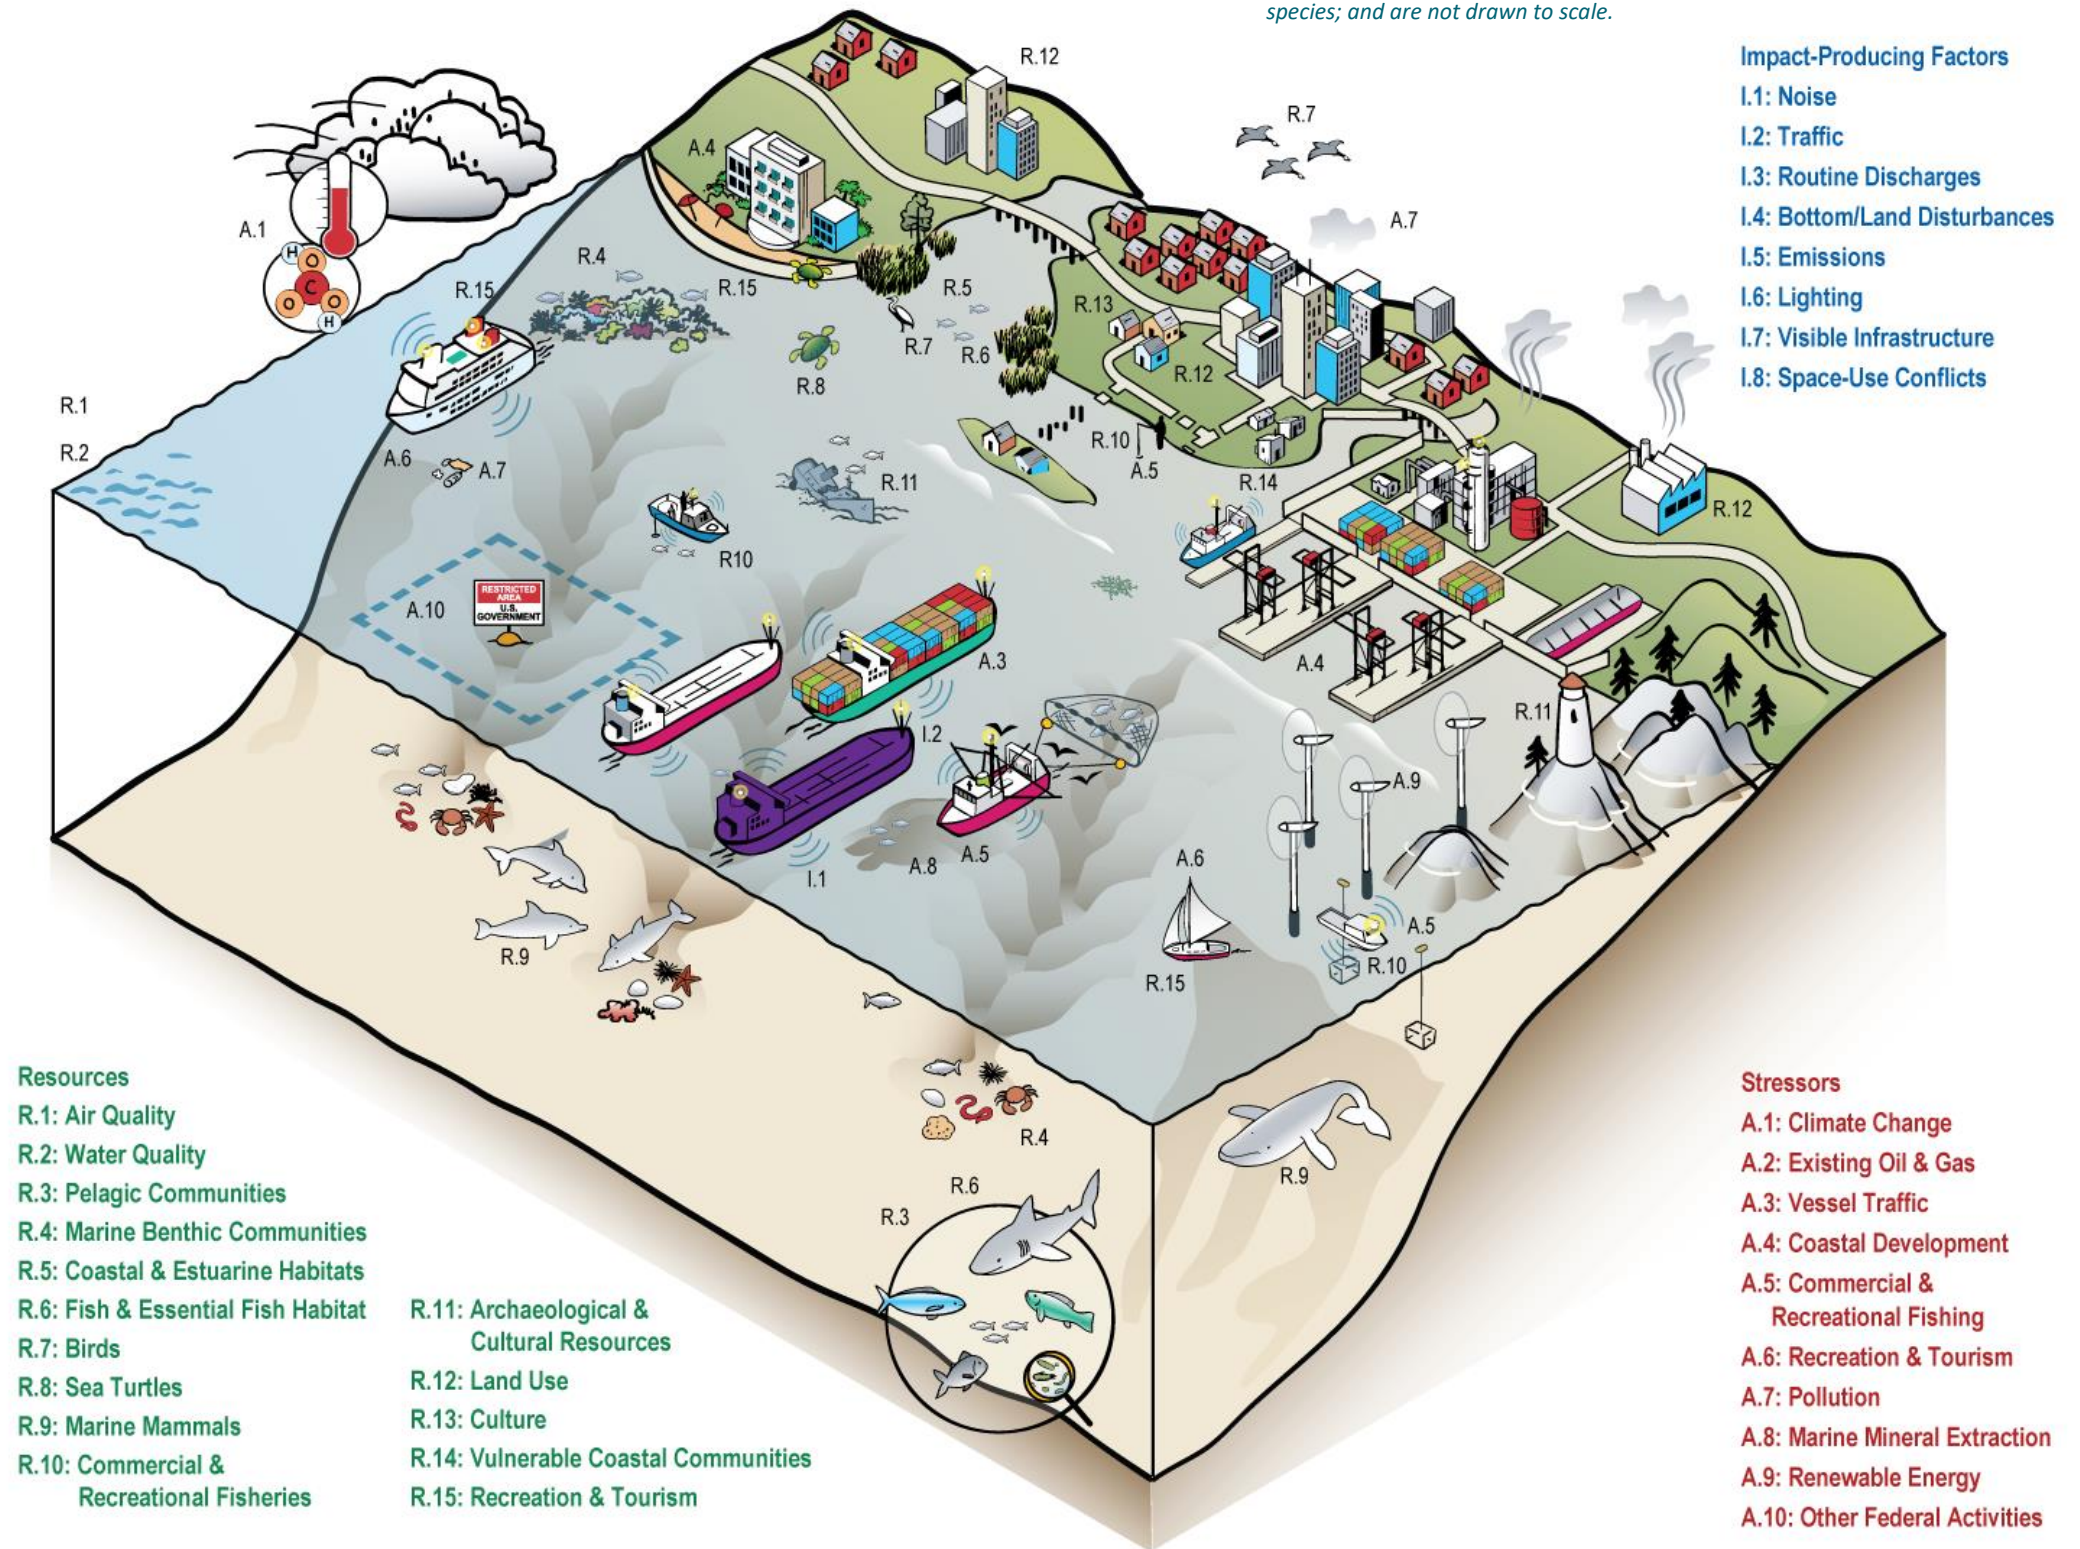 species; and are not drawn to scale.
Impact-Producing Factors
I.1: Noise
I.2: Traffic
I.3: Routine Discharges
I.4: Bottom/Land Disturbances
I.5: Emissions
I.6: Lighting
I.7: Visible Infrastructure
I.8: Space-Use Conflicts
R.12
R.7
A.4
A.7
A.1
H
O
C
O
O
H
R.4
R.15
R.15
R.5
R.13
R.7
R.6
R.8
R.12
R.1
R.2
A.6
A.7
R.10
A.5
R.11
R.14
R.12
R10
RESTRICTED
AREA
U.S.
GOVERNMENT
A.10
A.3
A.4
R.11
I.2
A.9
A.5
A.8
I.1
A.6
A.5
R.10
R.15
R.9
R.4
R.9
R.6
R.3
Resources
R.1: Air Quality
R.2: Water Quality
R.3: Pelagic Communities
R.4: Marine Benthic Communities
R.5: Coastal & Estuarine Habitats
R.6: Fish & Essential Fish Habitat
R.7: Birds
R.8: Sea Turtles
R.9: Marine Mammals
R.10: Commercial &
Recreational Fisheries
R.11: Archaeological &
Cultural Resources
R.12: Land Use
R.13: Culture
R.14: Vulnerable Coastal Communities
R.15: Recreation & Tourism
Stressors
A.1: Climate Change
A.2: Existing Oil & Gas
A.3: Vessel Traffic
A.4: Coastal Development
A.5: Commercial &
Recreational Fishing
A.6: Recreation & Tourism
A.7: Pollution
A.8: Marine Mineral Extraction
A.9: Renewable Energy
A.10: Other Federal Activities